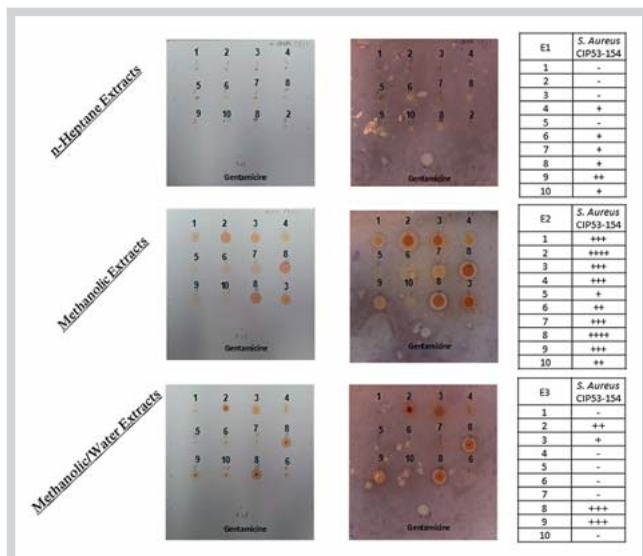 n-Heptane Extracts
1 2 3 4
5 6 7 8
9 10 8 2
Gentamicine
1 2 3 4
5 6 7 8
9 10 8 2
Gentamicine
E1 S. Aureus CIP53-154
1 -
2 -
3 -
4 +
5 -
6 +
7 +
8 +
9 ++
10 +
Methanolic Extracts
1 2 3 4
5 6 7 8
9 10 8 3
Gentamicine
1 2 3 4
5 6 7 8
9 10 8 3
Gentamicine
E2 S. Aureus CIP53-154
1 +++
2 ++++
3 +++
4 +++
5 +
6 ++
7 +++
8 ++++
9 +++
10 ++
Methanolic/Water Extracts
1 2 3 4
5 6 7 8
9 10 8 6
Gentamicine
1 2 3 4
5 6 7 8
9 10 8 6
Gentamicine
E3 S. Aureus CIP53-154
1 -
2 ++
3 +
4 -
5 -
6 -
7 -
8 +++
9 +++
10 -